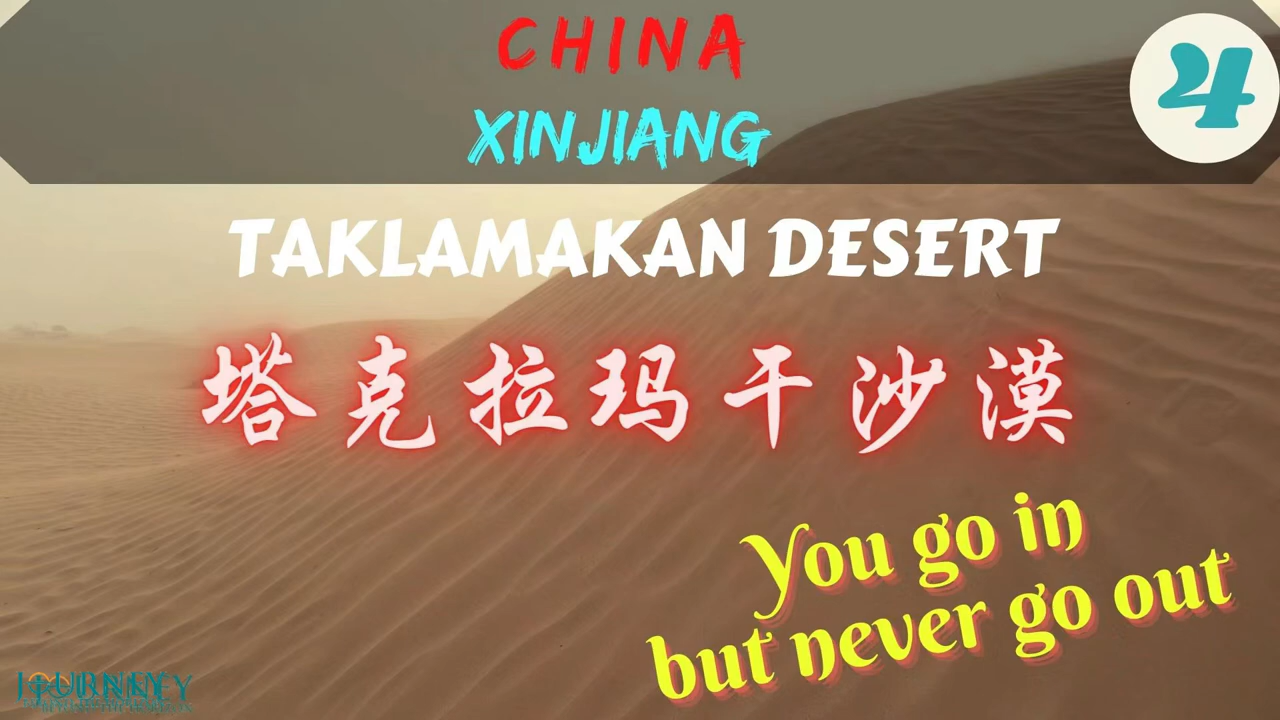 CHINA
4
XINJIANG
TAKLAMAKAN DESERT
塔克拉玛干沙漠
You go in
but never go out
JOURNEY